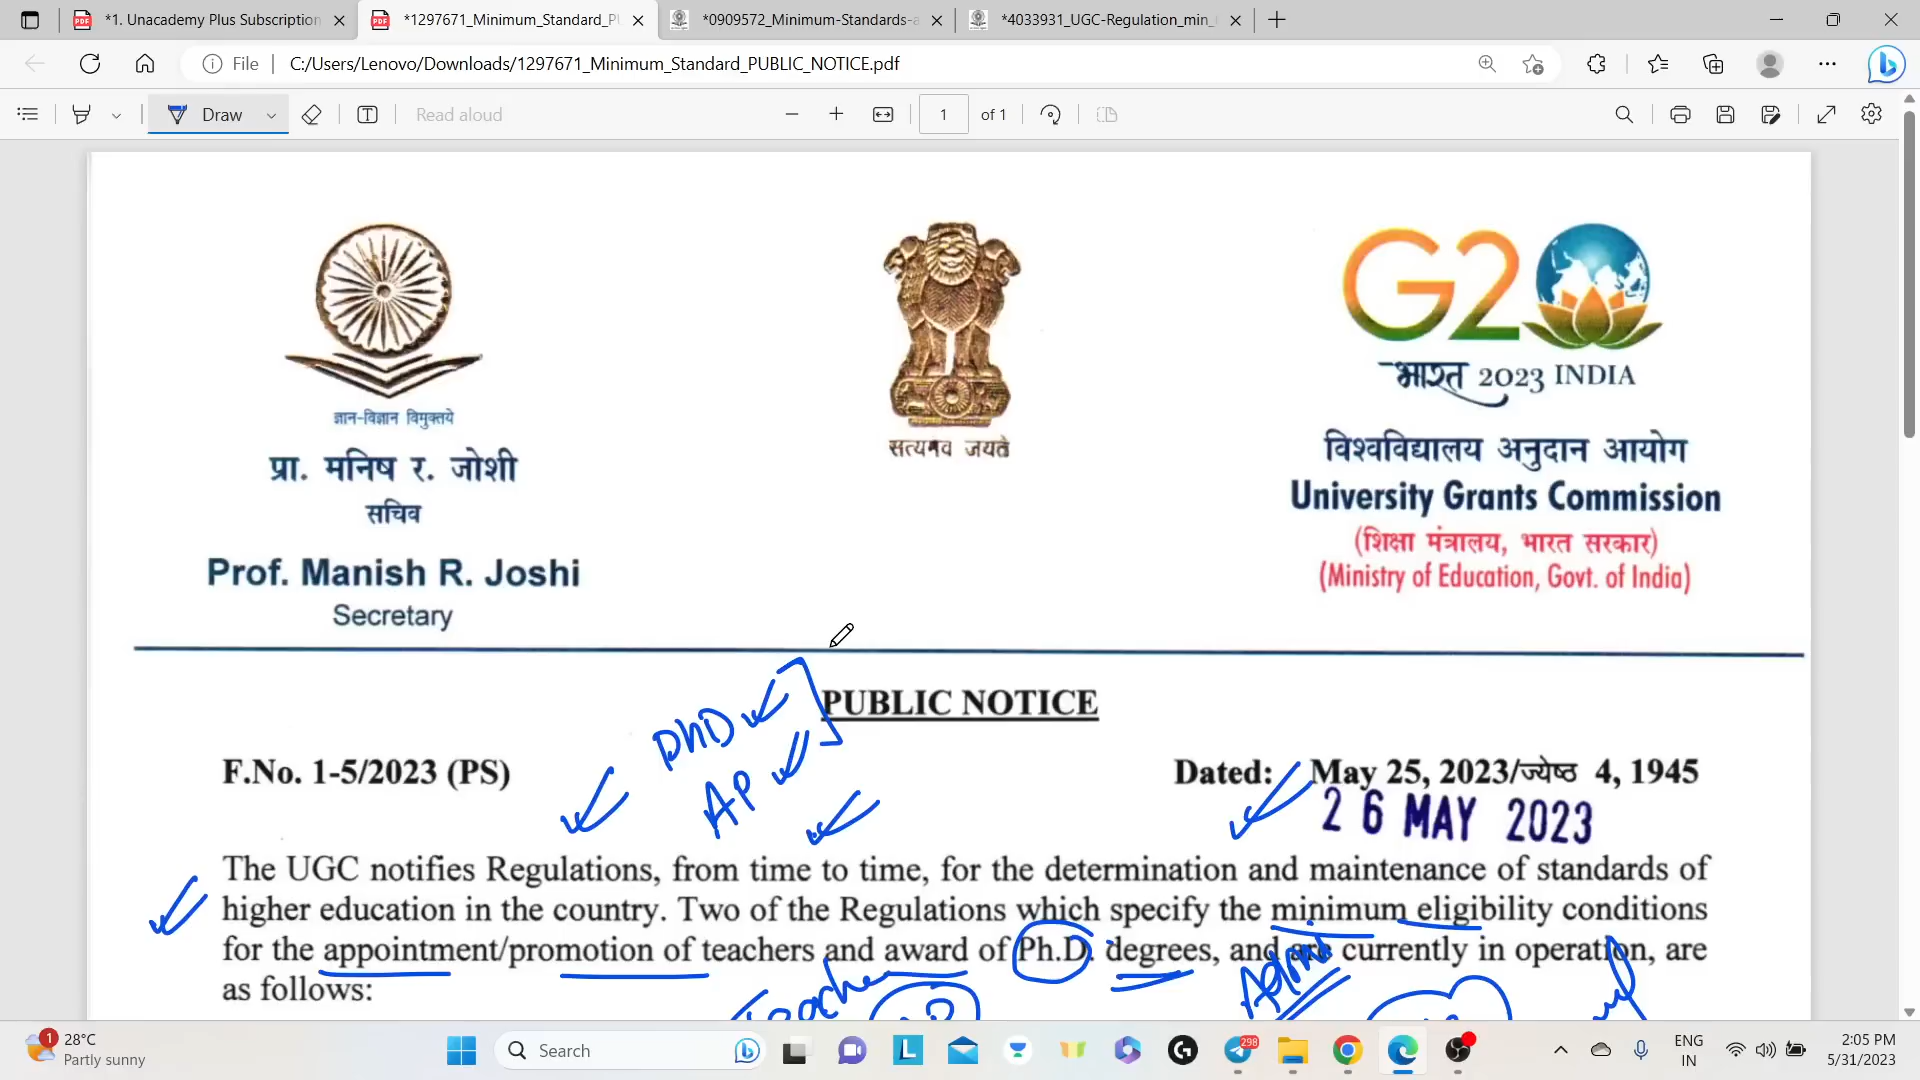 *1. Unacademy Plus Subscription
*1297671_Minimum_Standard_PU
*0909572_Minimum-Standards-a
*4033931_UGC-Regulation_min_
File
C:/Users/Lenovo/Downloads/1297671_Minimum_Standard_PUBLIC_NOTICE.pdf
Draw
Read aloud
1
of 1
G20
भारत 2023 INDIA
ज्ञान-विज्ञान विमुक्तये
सत्यमेव जयते
प्रा. मनिष र. जोशी
सचिव
Prof. Manish R. Joshi
Secretary
विश्वविद्यालय अनुदान आयोग
University Grants Commission
(शिक्षा मंत्रालय, भारत सरकार)
(Ministry of Education, Govt. of India)
PUBLIC NOTICE
PhD
AP
F.No. 1-5/2023 (PS)
Dated: May 25, 2023/ज्येष्ठ 4, 1945
26 MAY 2023
The UGC notifies Regulations, from time to time, for the determination and maintenance of standards of
higher education in the country. Two of the Regulations which specify the minimum eligibility conditions
for the appointment/promotion of teachers and award of Ph.D. degrees, and are currently in operation, are
as follows:
Teache
1
28°C
Partly sunny
Search
298
ENG
IN
2:05 PM
5/31/2023